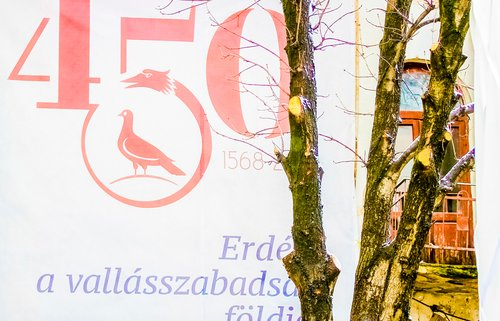 450
1568-2
Erdé
a vallásszabadsá
földje